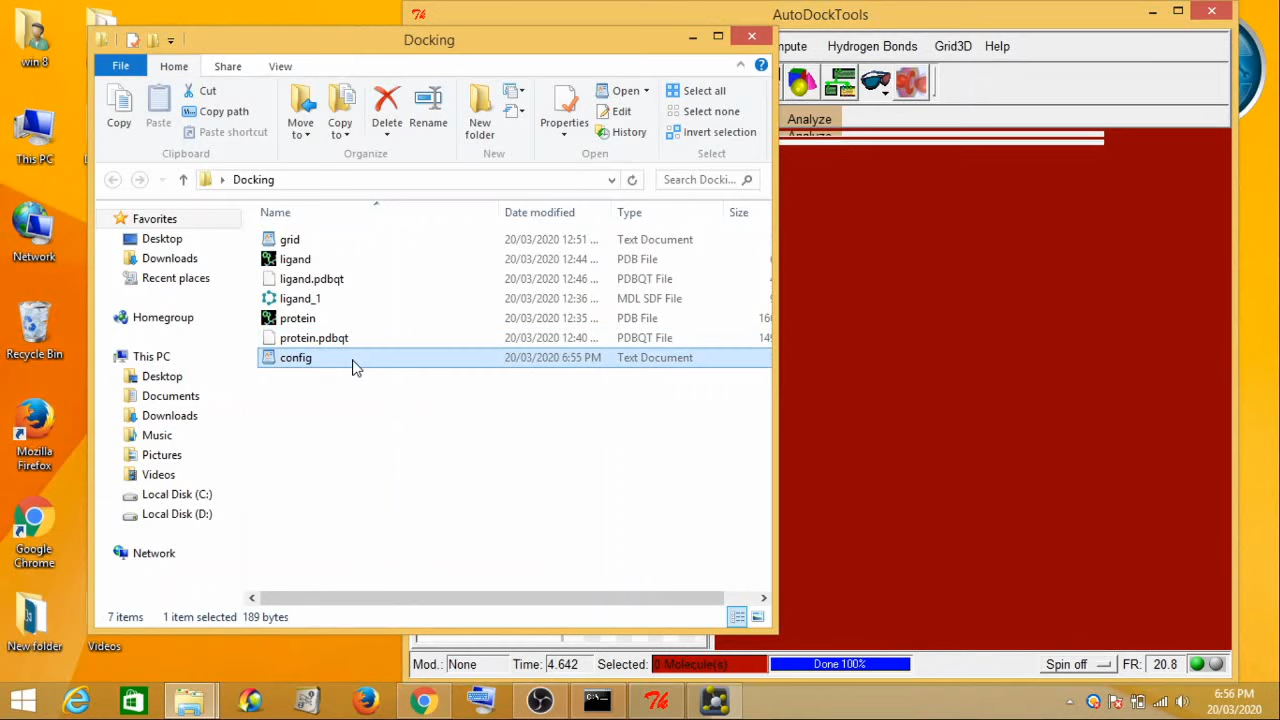 win 8
This PC
Network
Recycle Bin
Mozilla
Firefox
Google
Chrome
New folder
Videos
Docking
File
Home
Share
View
Copy
Paste
Cut
Copy path
Paste shortcut
Clipboard
Move
to
Copy
to
Delete
Rename
Organize
New
folder
New
Properties
Open
Edit
History
Open
Select all
Select none
Invert selection
Select
Docking
Search Docki...
Favorites
Desktop
Downloads
Recent places
Homegroup
This PC
Desktop
Documents
Downloads
Music
Pictures
Videos
Local Disk (C:)
Local Disk (D:)
Network
Name Date modified Type Size
grid 20/03/2020 12:51 ... Text Document
ligand 20/03/2020 12:44 ... PDB File
ligand.pdbqt 20/03/2020 12:46 ... PDBQT File
ligand_1 20/03/2020 12:36 ... MDL SDF File
protein 20/03/2020 12:35 ... PDB File
protein.pdbqt 20/03/2020 12:40 ... PDBQT File
config 20/03/2020 6:55 PM Text Document
7 items 1 item selected 189 bytes
AutoDockTools
Hydrogen Bonds Grid3D Help
Analyze
Mod.: None Time: 4.642 Selected: 0 Molecule(s) Done 100% Spin off FR: 20.8
6:56 PM
20/03/2020